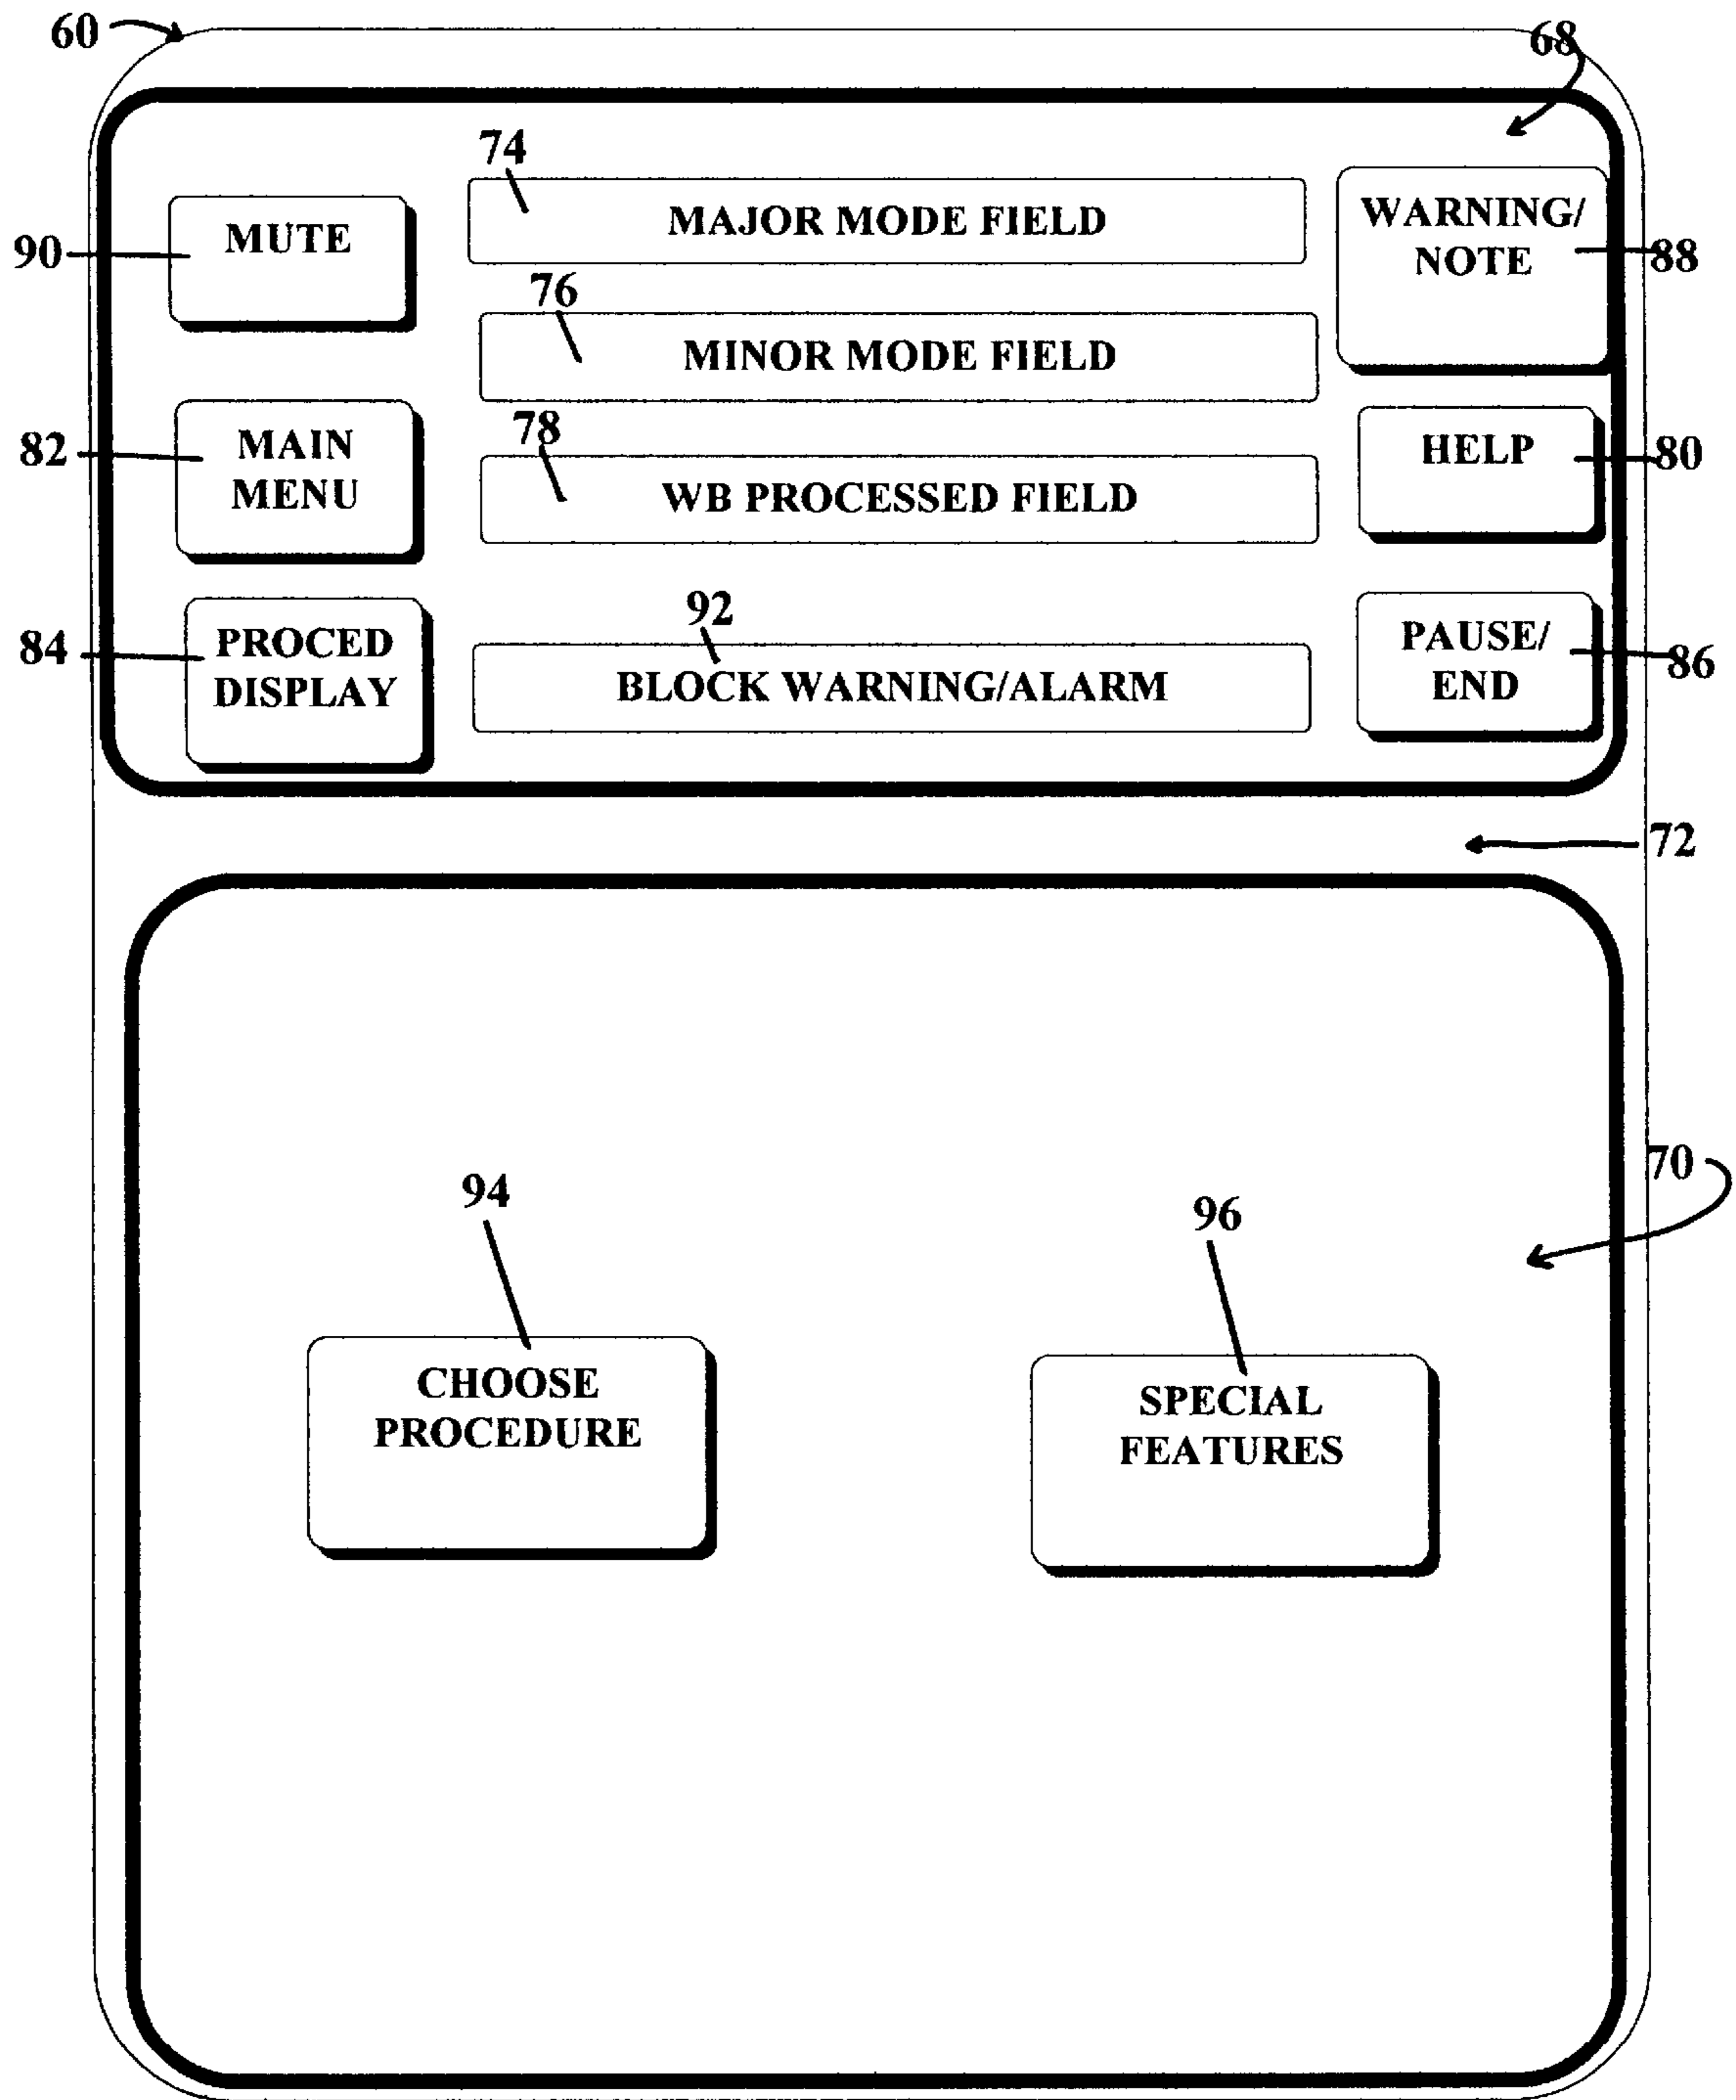 60
68
74
MAJOR MODE FIELD
WARNING/
NOTE
MUTE
90
88
76
MINOR MODE FIELD
82
MAIN
MENU
78
WB PROCESSED FIELD
HELP
80
84
PROCED
DISPLAY
92
BLOCK WARNING/ALARM
PAUSE/
END
86
72
70
94
96
CHOOSE
PROCEDURE
SPECIAL
FEATURES